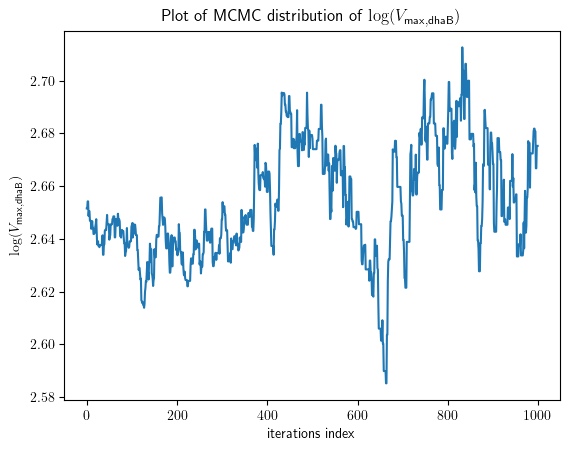 Plot of MCMC distribution of log(V_max,dhaB)
log(V_max,dhaB)
2.70
2.68
2.66
2.64
2.62
2.60
2.58
0 200 400 600 800 1000
iterations index